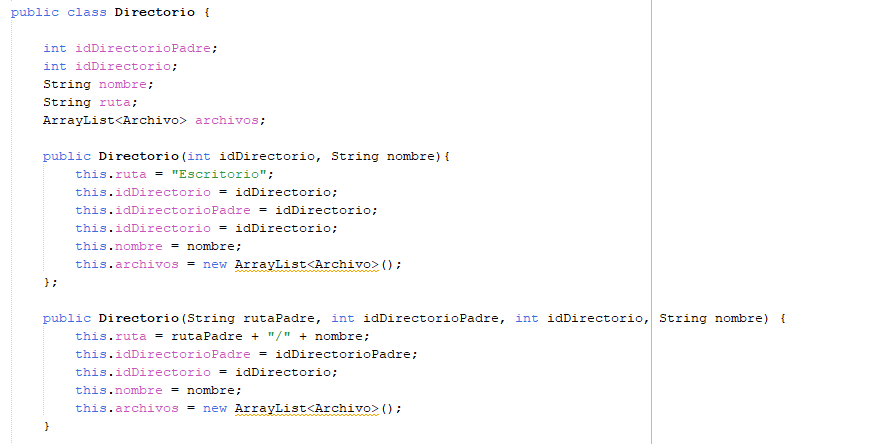 public class Directorio {
int idDirectorioPadre;
int idDirectorio;
String nombre;
String ruta;
ArrayList<Archivo> archivos;
public Directorio(int idDirectorio, String nombre){
this.ruta = "Escritorio";
this.idDirectorio = idDirectorio;
this.idDirectorioPadre = idDirectorio;
this.idDirectorio = idDirectorio;
this.nombre = nombre;
this.archivos = new ArrayList<Archivo>();
};
public Directorio(String rutaPadre, int idDirectorioPadre, int idDirectorio, String nombre) {
this.ruta = rutaPadre + "/" + nombre;
this.idDirectorioPadre = idDirectorioPadre;
this.idDirectorio = idDirectorio;
this.nombre = nombre;
this.archivos = new ArrayList<Archivo>();
}